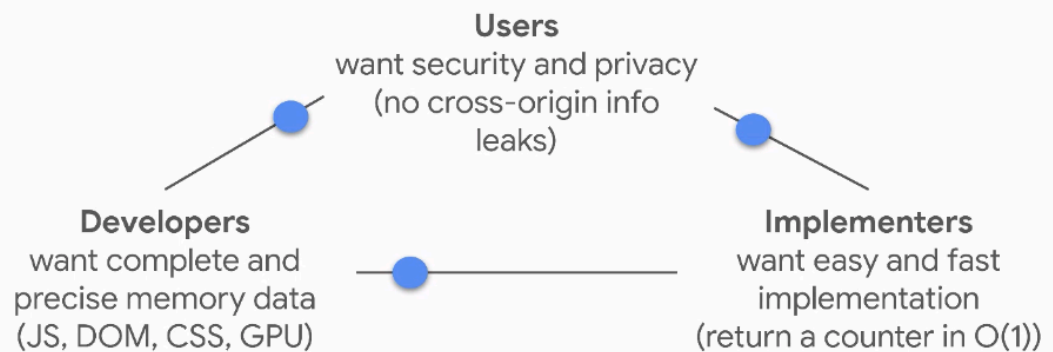 Users
want security and privacy
(no cross-origin info
leaks)
Developers
want complete and
precise memory data
(JS, DOM, CSS, GPU)
Implementers
want easy and fast
implementation
(return a counter in O(1))